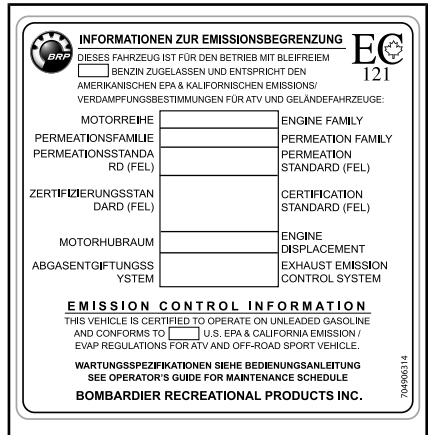 BRP
INFORMATIONEN ZUR EMISSIONSBEGRENZUNG
EC
121
DIESES FAHRZEUG IST FÜR DEN BETRIEB MIT BLEIFREIEM
BENZIN ZUGELASSEN UND ENTSPRICHT DEN
AMERIKANISCHEN EPA & KALIFORNISCHEN EMISSIONS/
VERDAMPFUNGSBESTIMMUNGEN FÜR ATV UND GELÄNDEFAHRZEUGE:
MOTORREIHE ENGINE FAMILY
PERMEATIONSFAMILIE PERMEATION FAMILY
PERMEATIONSSTANDA PERMEATION
RD (FEL) STANDARD (FEL)
ZERTIFIZIERUNGSSTAN CERTIFICATION
DARD (FEL) STANDARD (FEL)
MOTORHUBRAUM ENGINE
DISPLACEMENT
ABGASENTGIFTUNGSS EXHAUST EMISSION
YSTEM CONTROL SYSTEM
EMISSION CONTROL INFORMATION
THIS VEHICLE IS CERTIFIED TO OPERATE ON UNLEADED GASOLINE
AND CONFORMS TO U.S. EPA & CALIFORNIA EMISSION /
EVAP REGULATIONS FOR ATV AND OFF-ROAD SPORT VEHICLE.
WARTUNGSSPEZIFIKATIONEN SIEHE BEDIENUNGSANLEITUNG
SEE OPERATOR'S GUIDE FOR MAINTENANCE SCHEDULE
BOMBARDIER RECREATIONAL PRODUCTS INC.
704906314